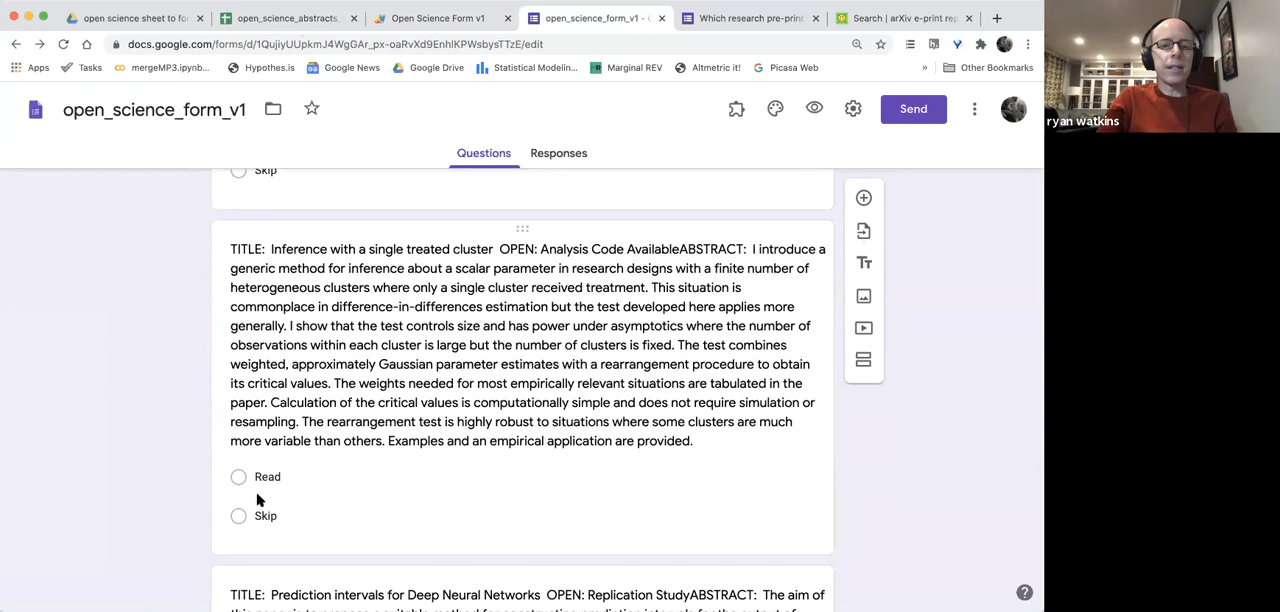 open science sheet to fo
open_science_abstracts_
Open Science Form v1
open_science_form_v1 - G
Which research pre-print
Search | arXiv e-print rep
docs.google.com/forms/d/1QujiyUUpkmJ4WgGAr_px-oaRvXd9EnhIKPWsbysTTzE/edit
Apps
Tasks
mergeMP3.ipynb...
Hypothes.is
Google News
Google Drive
Statistical Modelin...
Marginal REV
Altmetric it!
Picasa Web
»
Other Bookmarks
ryan watkins
open_science_form_v1
Send
Questions
Responses
Skip
TITLE: Inference with a single treated cluster OPEN: Analysis Code AvailableABSTRACT: I introduce a
generic method for inference about a scalar parameter in research designs with a finite number of
heterogeneous clusters where only a single cluster received treatment. This situation is
commonplace in difference-in-differences estimation but the test developed here applies more
generally. I show that the test controls size and has power under asymptotics where the number of
observations within each cluster is large but the number of clusters is fixed. The test combines
weighted, approximately Gaussian parameter estimates with a rearrangement procedure to obtain
its critical values. The weights needed for most empirically relevant situations are tabulated in the
paper. Calculation of the critical values is computationally simple and does not require simulation or
resampling. The rearrangement test is highly robust to situations where some clusters are much
more variable than others. Examples and an empirical application are provided.
Read
Skip
TITLE: Prediction intervals for Deep Neural Networks OPEN: Replication StudyABSTRACT: The aim of